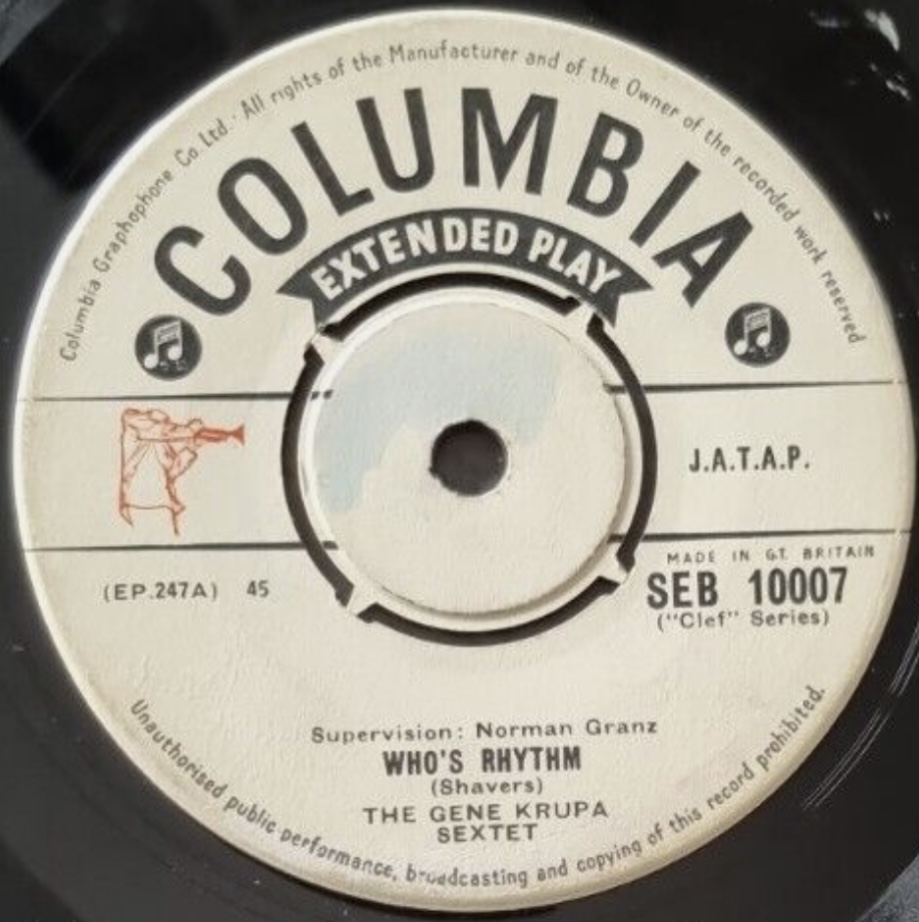 Columbia Graphophone Co. Ltd. · All rights of the Manufacturer and of the Owner of the recorded work reserved
COLUMBIA
EXTENDED PLAY
J.A.T.A.P.
MADE IN GT. BRITAIN
(EP.247A) 45
SEB 10007
("Clef" Series)
Supervision: Norman Granz
WHO'S RHYTHM
(Shavers)
THE GENE KRUPA
SEXTET
Unauthorised public performance, broadcasting and copying of this record prohibited.